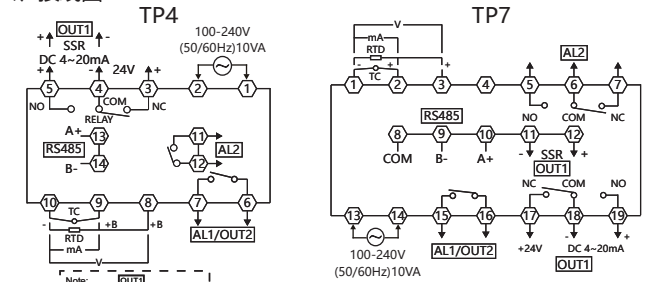 TP4
OUT1
SSR
DC 4~20mA
24V
100-240V
(50/60Hz)10VA
+
-
5
4
3
2
1
NO
COM
NC
RELAY
A+
13
RS485
B-
14
11
12
AL2
10
9
8
7
6
TC
-
+B
+B
RTD
mA
V
AL1/OUT2
Note:
OUT1
TP7
V
mA
RTD
-
+
+
TC
1
2
3
4
5
6
7
AL2
NO
COM
NC
RS485
8
9
10
11
12
COM
B-
A+
-
SSR
+
OUT1
NC
COM
NO
13
14
15
16
17
18
19
100-240V
(50/60Hz)10VA
AL1/OUT2
+24V
-
+
DC 4~20mA
OUT1